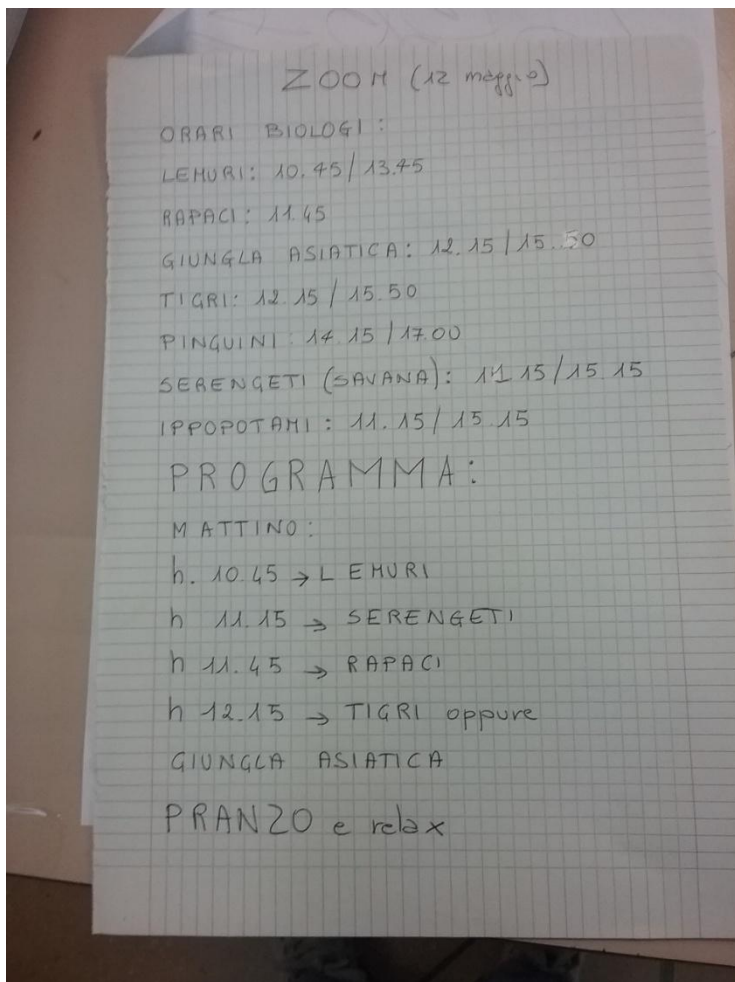 ZOOM (12 maggio)
ORARI BIOLOGI:
LEMURI: 10.45/13.45
RAPACI: 11.45
GIUNGLA ASIATICA: 12.15/15.50
TIGRI: 12.15/15.50
PINGUINI: 14.15/17.00
SERENGETI (SAVANA): 11.15/15.15
IPPOPOTAMI: 11.15/15.15
PROGRAMMA:
MATTINO:
h. 10.45 → LEMURI
h 11.15 → SERENGETI
h 11.45 → RAPACI
h 12.15 → TIGRI oppure
GIUNGLA ASIATICA
PRANZO e relax